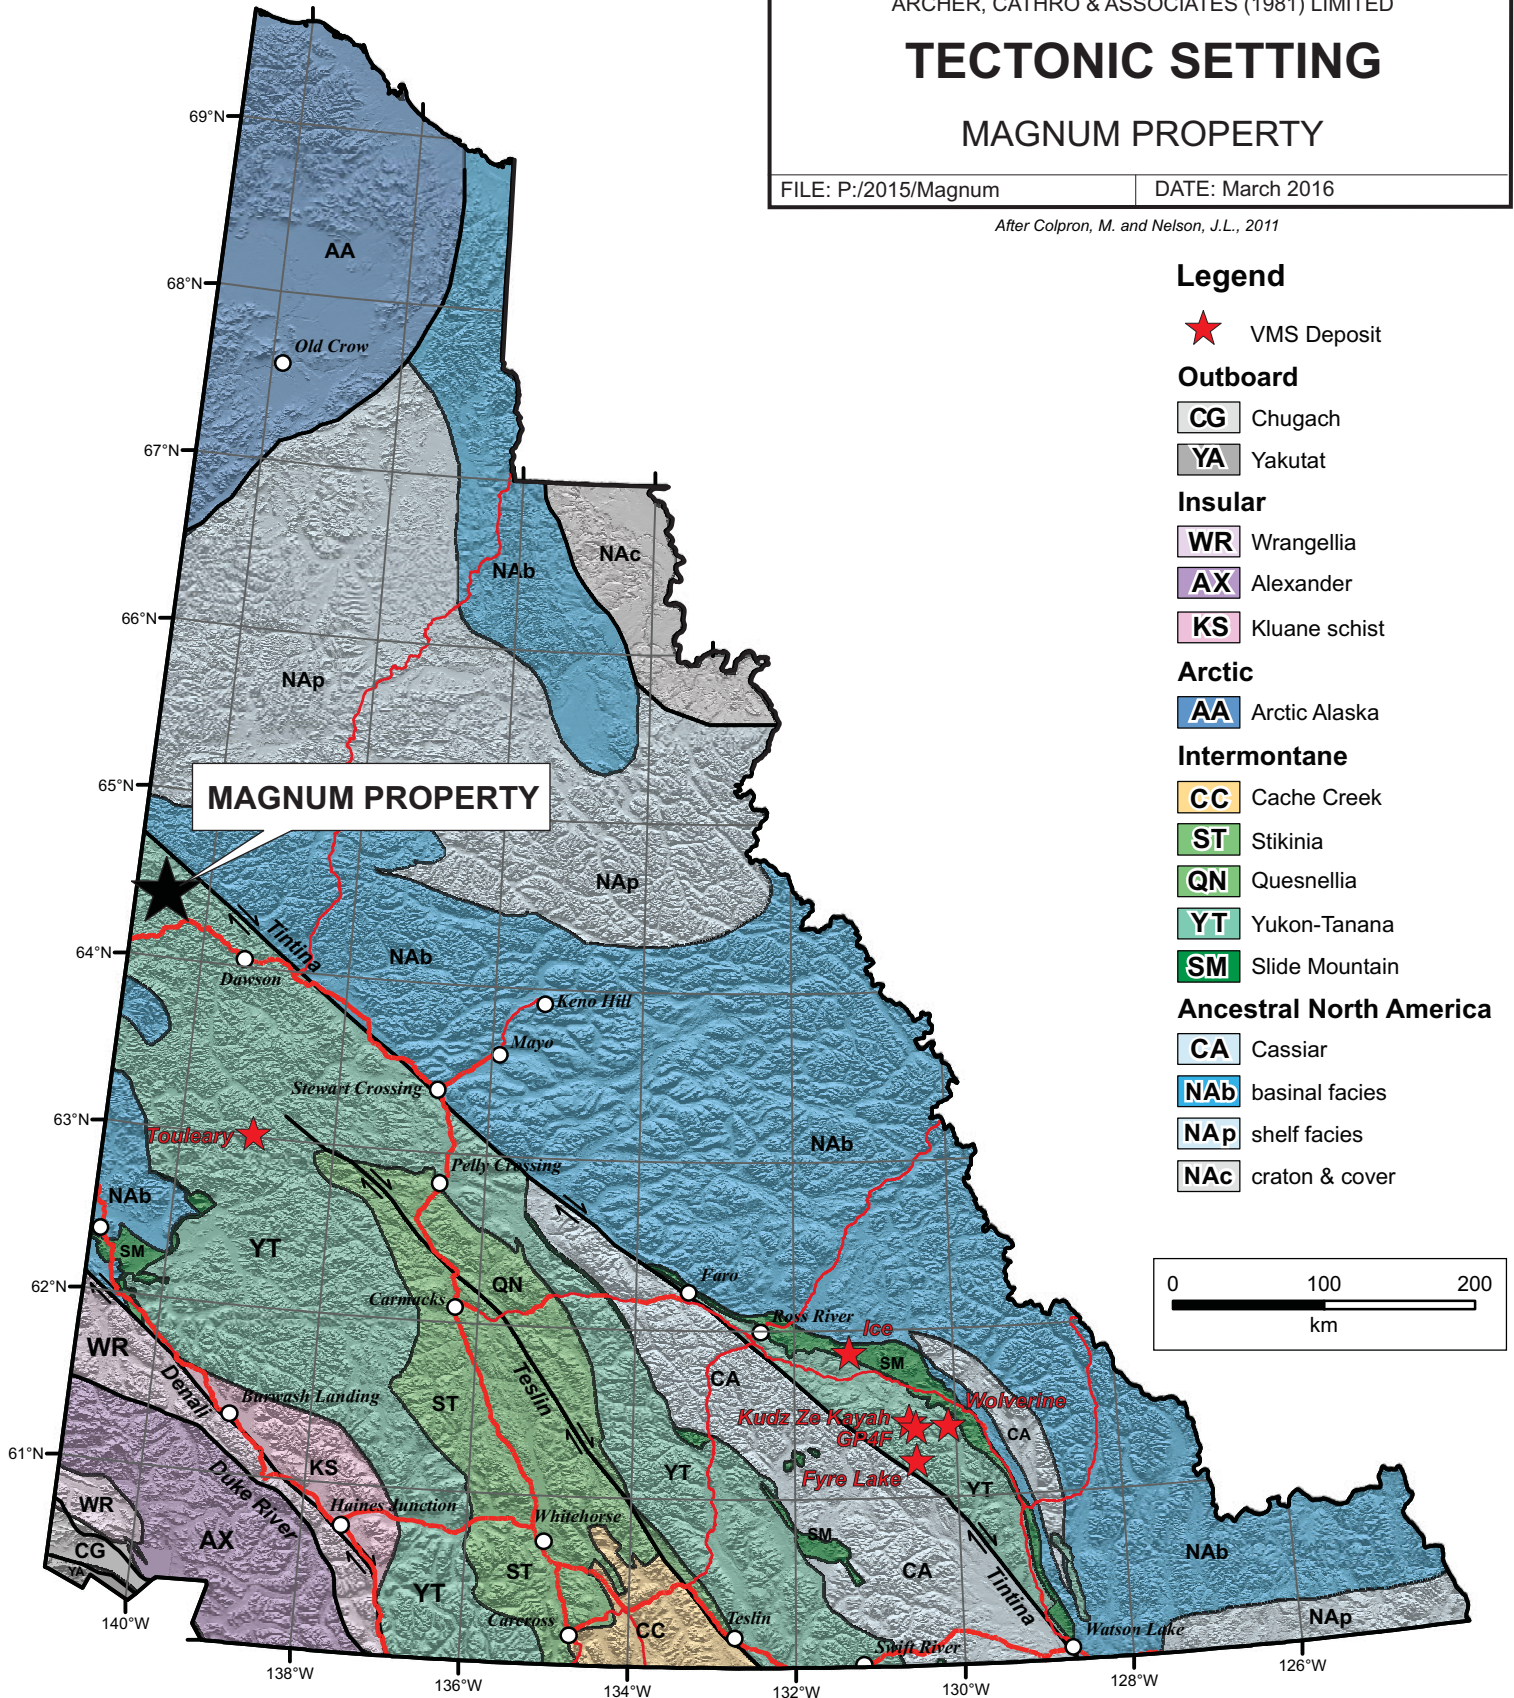 ARCHER, CATHRO & ASSOCIATES (1981) LIMITED
TECTONIC SETTING
MAGNUM PROPERTY
FILE: P:/2015/Magnum
DATE: March 2016
After Colpron, M. and Nelson, J.L., 2011
Legend
VMS Deposit
Outboard
CG Chugach
YA Yakutat
Insular
WR Wrangellia
AX Alexander
KS Kluane schist
Arctic
AA Arctic Alaska
Intermontane
CC Cache Creek
ST Stikinia
QN Quesnellia
YT Yukon-Tanana
SM Slide Mountain
Ancestral North America
CA Cassiar
NAb basinal facies
NAp shelf facies
NAc craton & cover
0 100 200
km
69°N
AA
68°N
Old Crow
67°N
NAc
NAb
66°N
NAp
65°N
MAGNUM PROPERTY
NAp
Tintina
64°N
NAb
Dawson
Keno Hill
Mayo
Stewart Crossing
63°N
Touleary
NAb
Pelly Crossing
NAb
YT
SM
62°N
QN
Faro
Carmacks
Ross River
Ice
WR
SM
Denali
Teslin
CA
Burwash Landing
ST
Wolverine
Kudz Ze Kayah
GP4F
CA
61°N
KS
Duke River
YT
Fyre Lake
YT
WR
Haines Junction
Whitehorse
AX
SM
CG
YA
ST
CA
NAb
YT
Tintina
140°W
Carcross
CC
Teslin
NAp
Watson Lake
Swift River
138°W
136°W
134°W
132°W
130°W
128°W
126°W